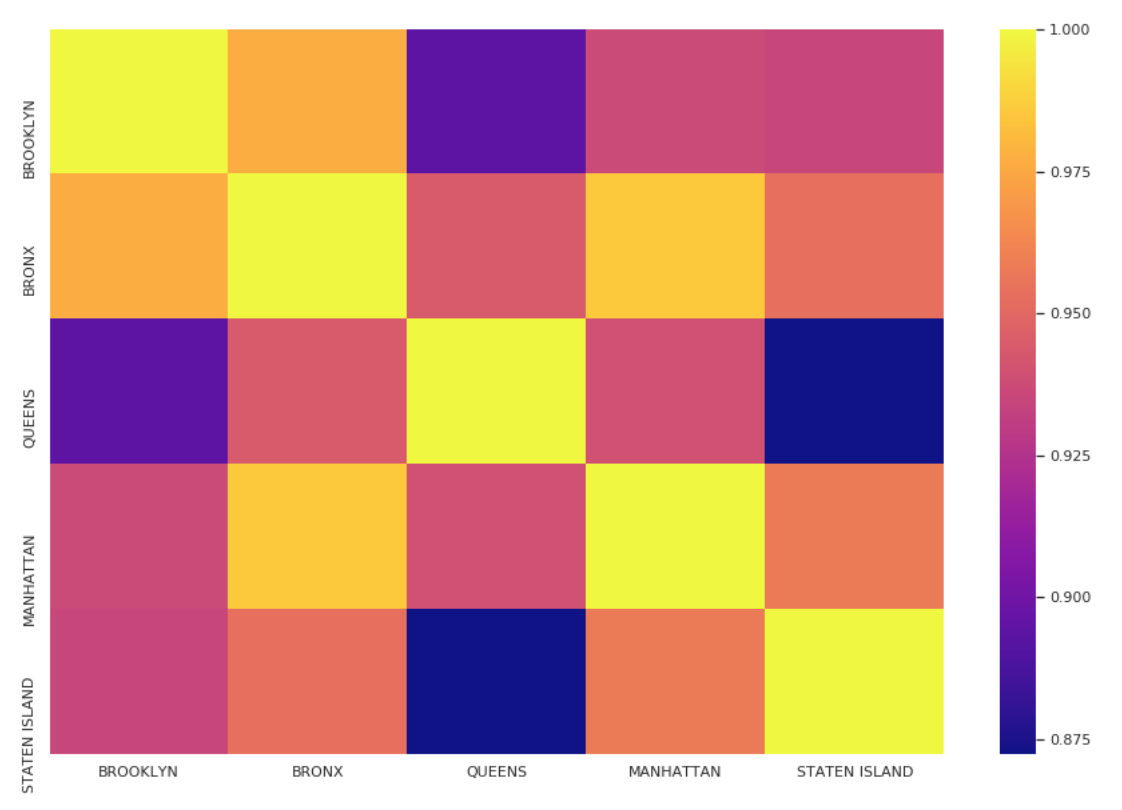 BROOKLYN
BRONX
QUEENS
MANHATTAN
STATEN ISLAND
BROOKLYN
BRONX
QUEENS
MANHATTAN
STATEN ISLAND
1.000
0.975
0.950
0.925
0.900
0.875